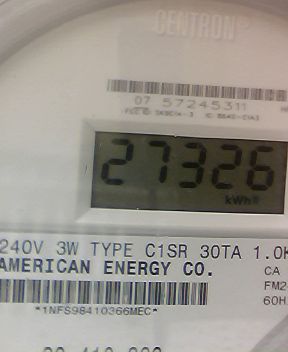 CENTRON®
07 57245311
27326
kWh
240V 3W TYPE C1SR 30TA 1.0K
AMERICAN ENERGY CO.
CA
FM2
60H
*1NFS98410366MEC*